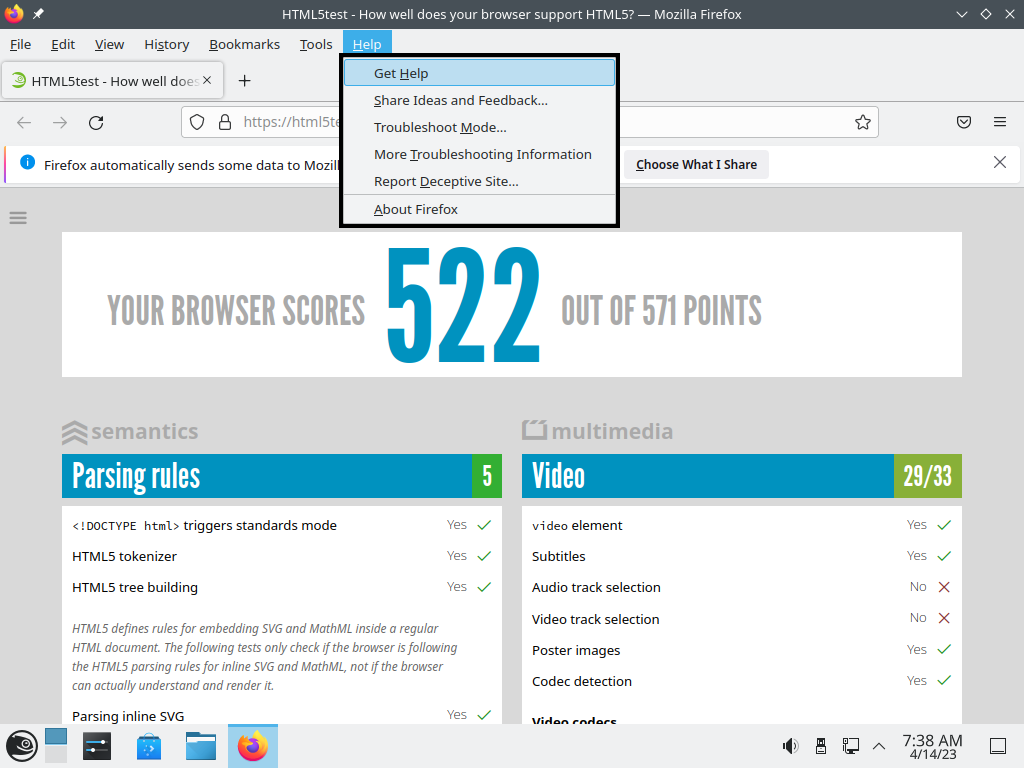 HTML5test - How well does your browser support HTML5? — Mozilla Firefox
File Edit View History Bookmarks Tools Help
HTML5test - How well does
https://html5te
Get Help
Share Ideas and Feedback...
Troubleshoot Mode...
More Troubleshooting Information
Report Deceptive Site...
About Firefox
Firefox automatically sends some data to Mozill
Choose What I Share
YOUR BROWSER SCORES 522 OUT OF 571 POINTS
semantics
Parsing rules 5
<!DOCTYPE html> triggers standards mode Yes
HTML5 tokenizer Yes
HTML5 tree building Yes
HTML5 defines rules for embedding SVG and MathML inside a regular
HTML document. The following tests only check if the browser is following
the HTML5 parsing rules for inline SVG and MathML, not if the browser
can actually understand and render it.
Parsing inline SVG Yes
multimedia
Video 29/33
video element Yes
Subtitles Yes
Audio track selection No
Video track selection No
Poster images Yes
Codec detection Yes
Video codecs
7:38 AM
4/14/23